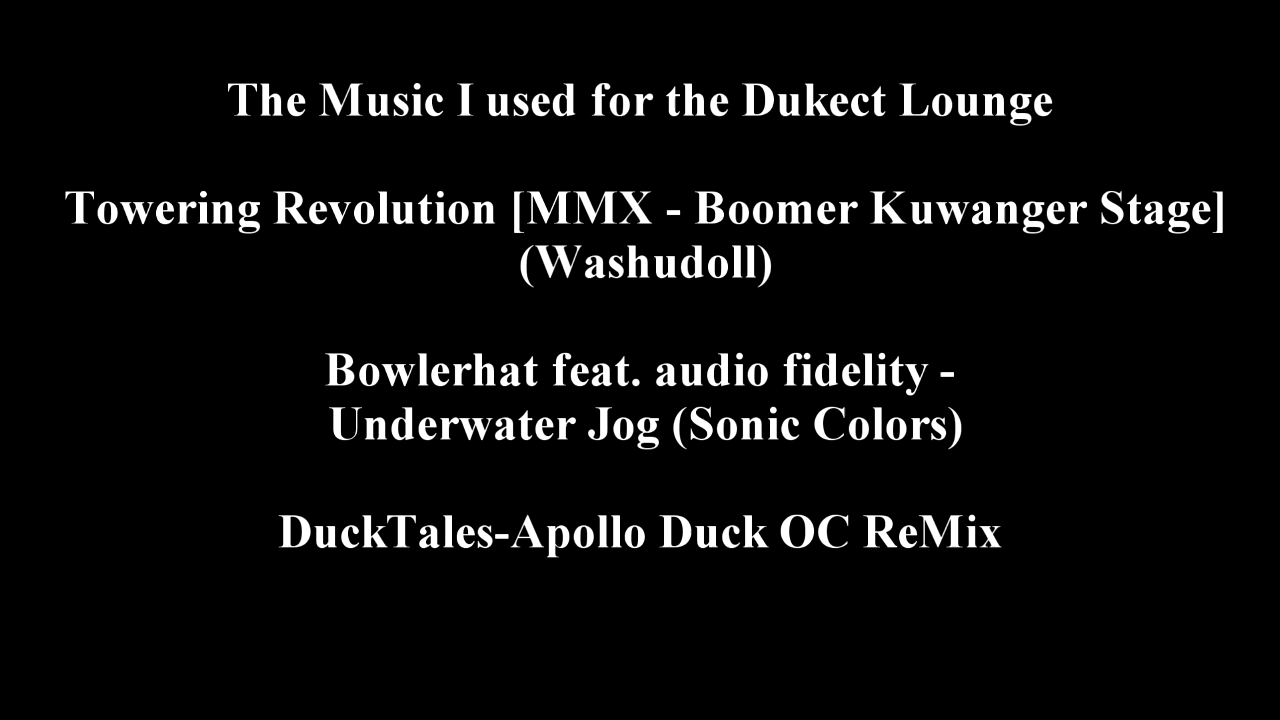 The Music I used for the Dukect Lounge
Towering Revolution [MMX - Boomer Kuwanger Stage]
(Washudoll)
Bowlerhat feat. audio fidelity -
Underwater Jog (Sonic Colors)
DuckTales-Apollo Duck OC ReMix